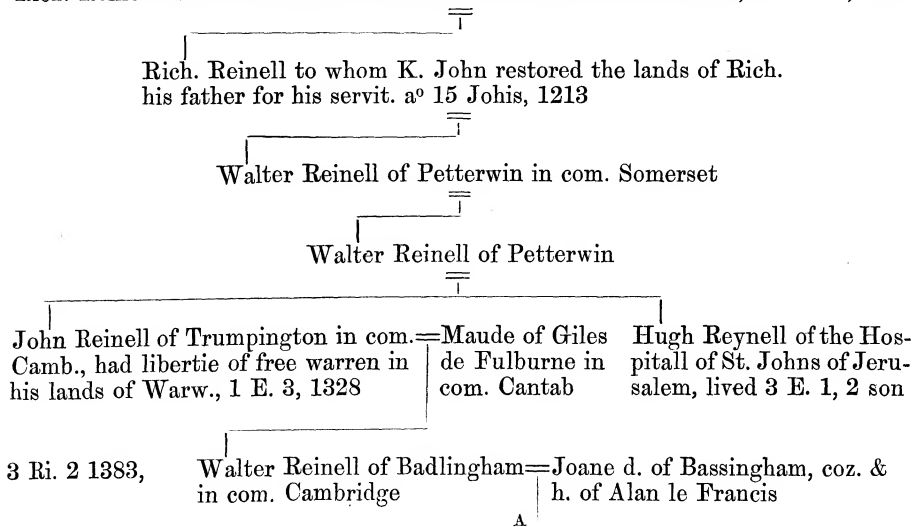 Rich. Reinell to whom K. John restored the lands of Rich.
his father for his servit. aº 15 Johis, 1213
Walter Reinell of Petterwin in com. Somerset
Walter Reinell of Petterwin
John Reinell of Trumpington in com.=Maude of Giles
Camb., had libertie of free warren in
his lands of Warw., 1 E. 3, 1328
de Fulburne in
com. Cantab
Hugh Reynell of the Hos-
pitall of St. Johns of Jeru-
salem, lived 3 E. 1, 2 son
3 Ri. 2 1383,
Walter Reinell of Badlingham=Joane d. of Bassingham, coz. &
in com. Cambridge
h. of Alan le Francis
A